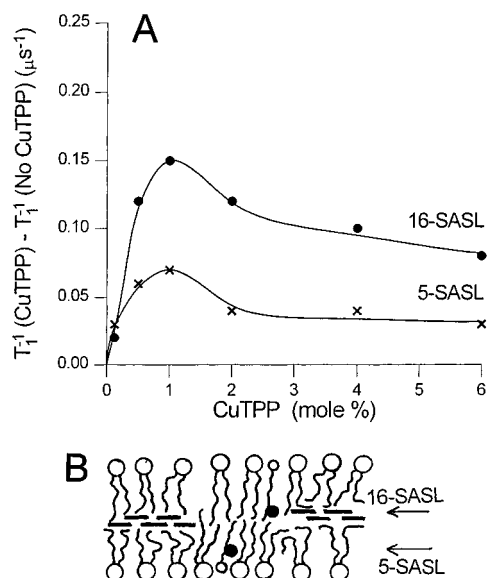 A
T₁⁻¹ (CuTPP) - T₁⁻¹ (No CuTPP) (μs⁻¹)
0.25
0.20
0.15
0.10
0.05
0.00
16-SASL
5-SASL
0 1 2 3 4 5 6
CuTPP (mole %)
B
16-SASL
5-SASL